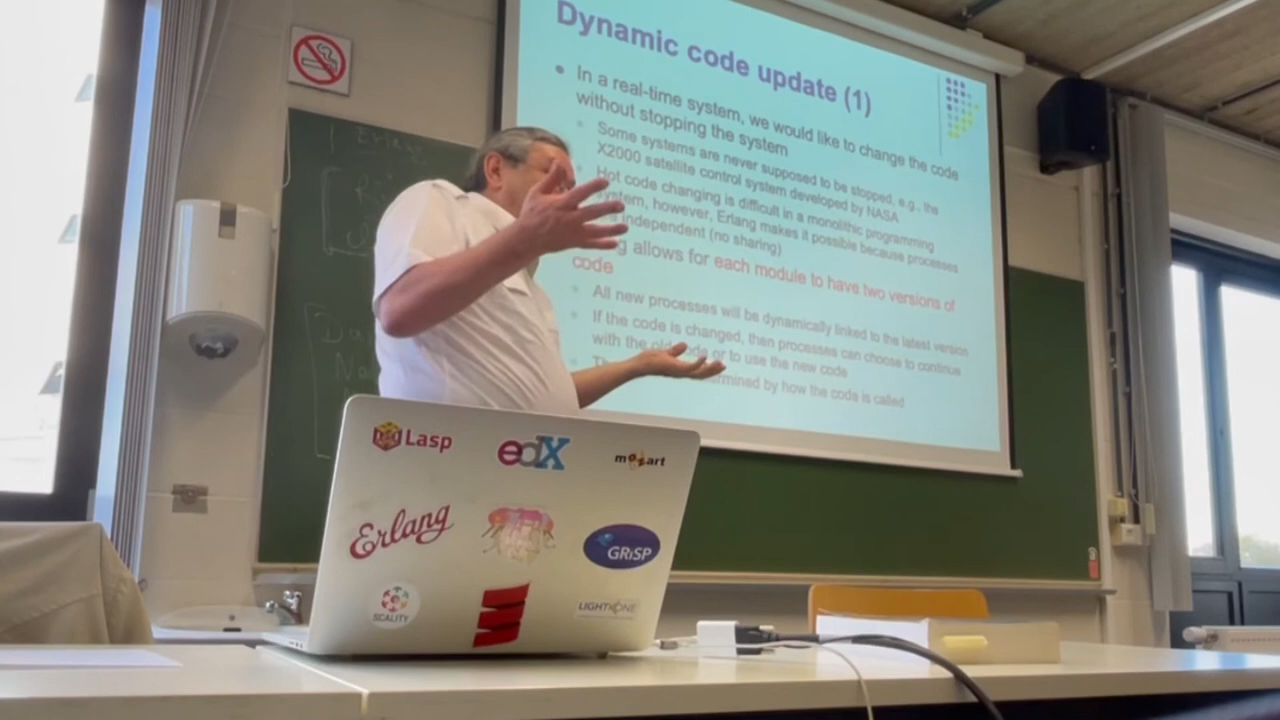 Dynamic code update (1)
In a real-time system, we would like to change the code
without stopping the system
Some systems are never supposed to be stopped, e.g., the
X2000 satellite control system developed by NASA
Hot code changing is difficult in a monolithic programming
system, however, Erlang makes it possible because processes
independent (no sharing)
allows for each module to have two versions of
code
All new processes will be dynamically linked to the latest version
If the code is changed, then processes can choose to continue
with the old code or to use the new code
determined by how the code is called
Erlang
Lasp
edX
mozart
Erlang
GRiSP
SCALITY
LIGHTKONE